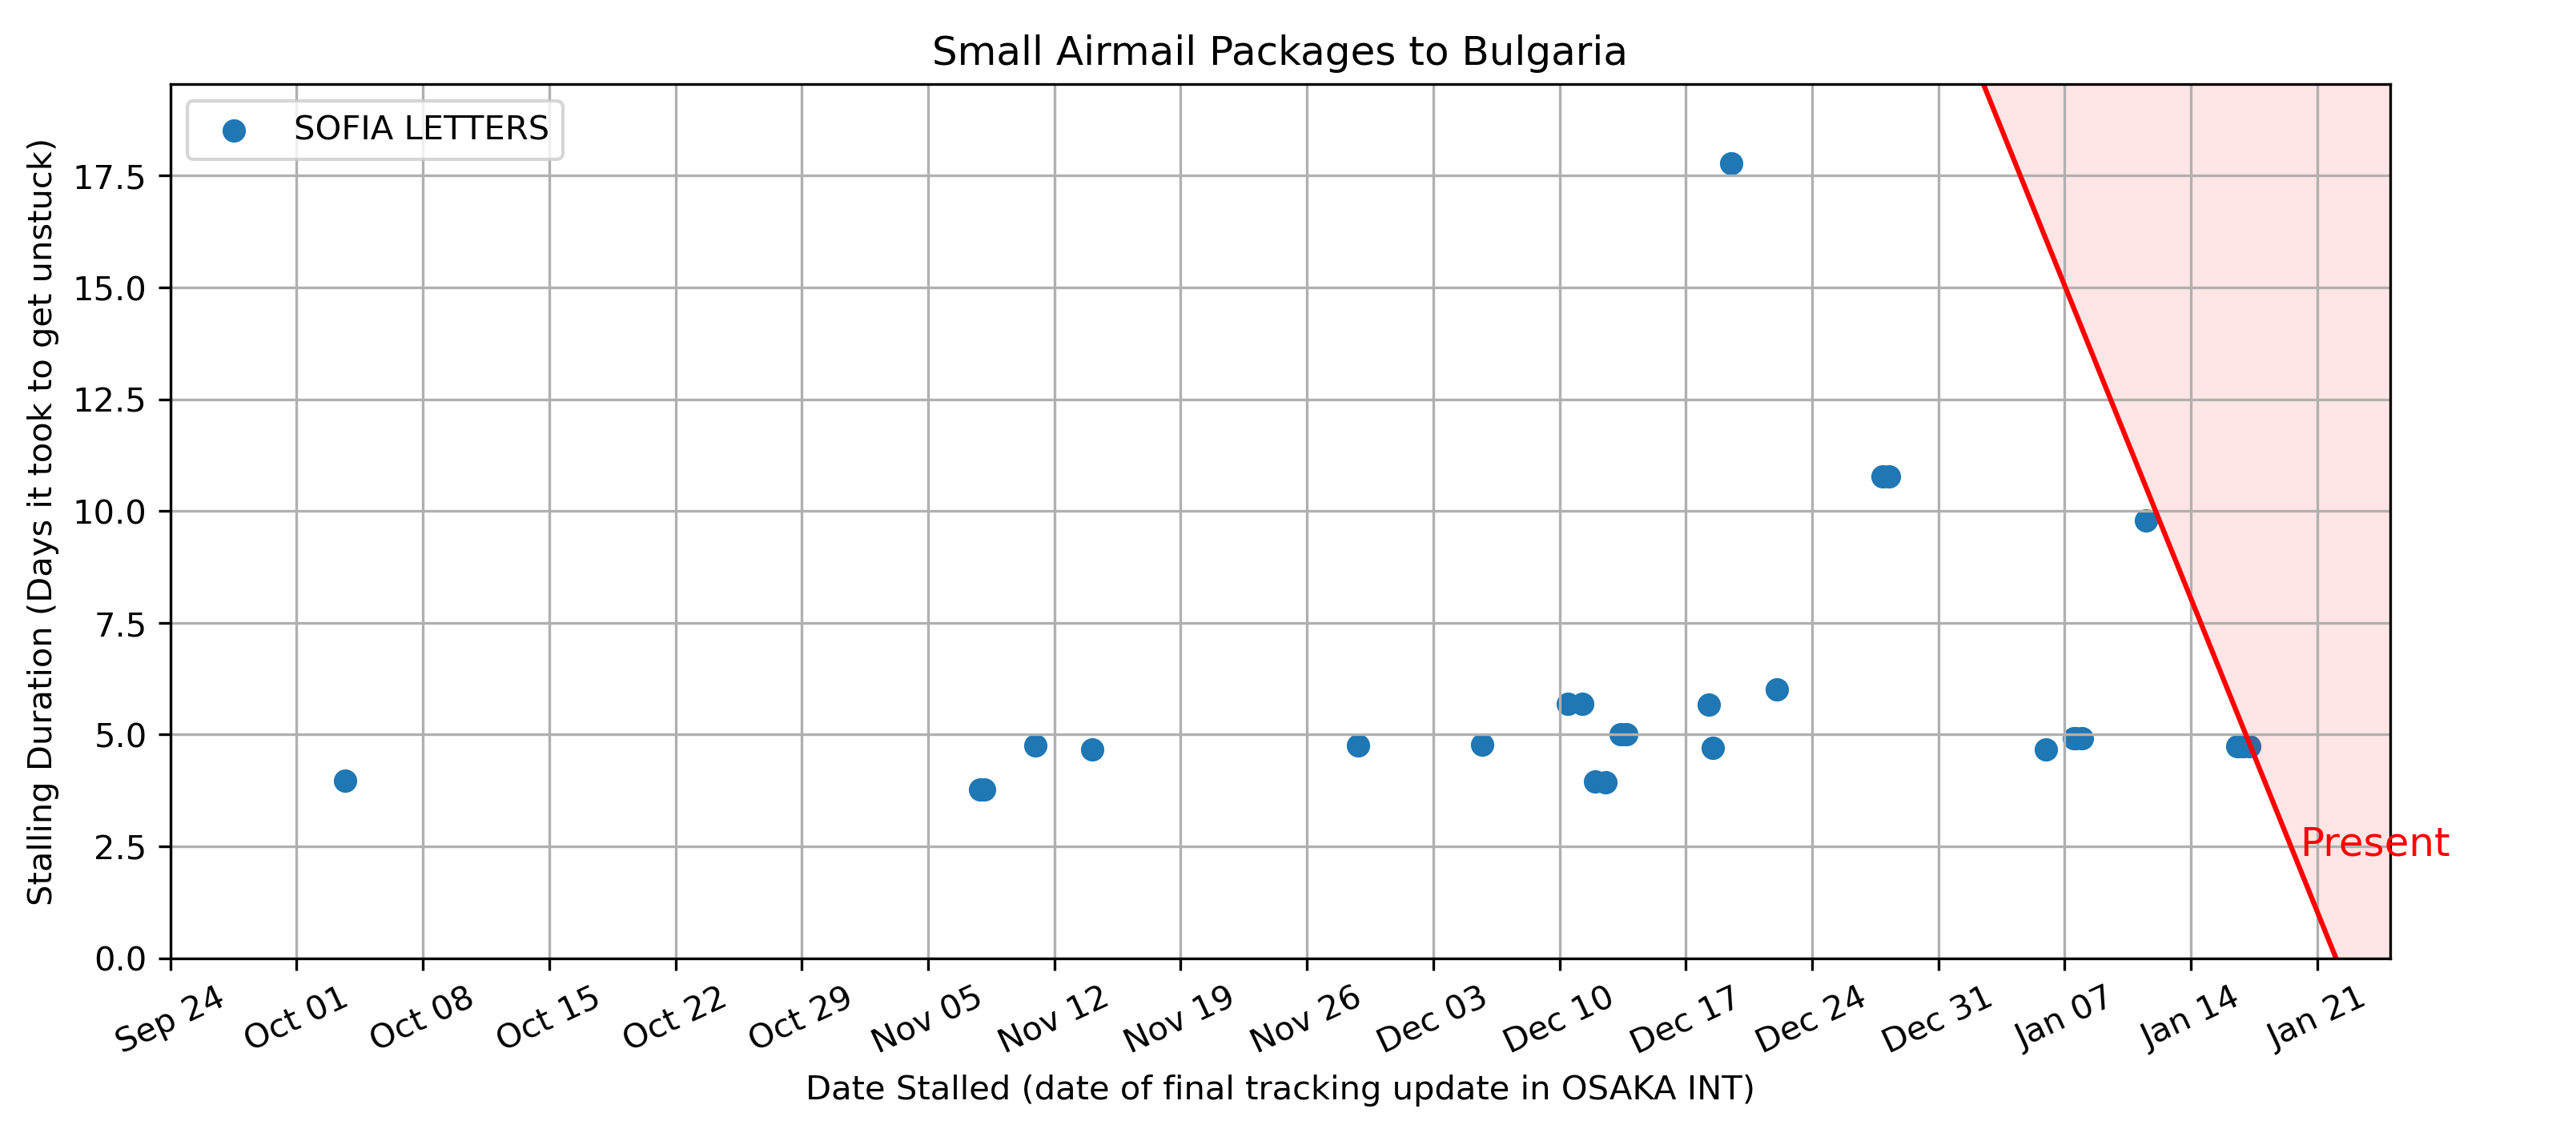 Small Airmail Packages to Bulgaria
SOFIA LETTERS
Stalling Duration (Days it took to get unstuck)
17.5
15.0
12.5
10.0
7.5
5.0
2.5
0.0
Present
Sep 24
Oct 01
Oct 08
Oct 15
Oct 22
Oct 29
Nov 05
Nov 12
Nov 19
Nov 26
Dec 03
Dec 10
Dec 17
Dec 24
Dec 31
Jan 07
Jan 14
Jan 21
Date Stalled (date of final tracking update in OSAKA INT)